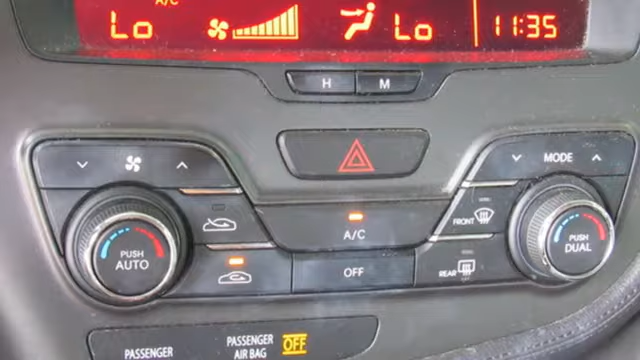 A/C
Lo Lo 11:35
H M
MODE
PUSH
AUTO
A/C
OFF
FRONT
REAR
PUSH
DUAL
PASSENGER
PASSENGER
AIR BAG OFF